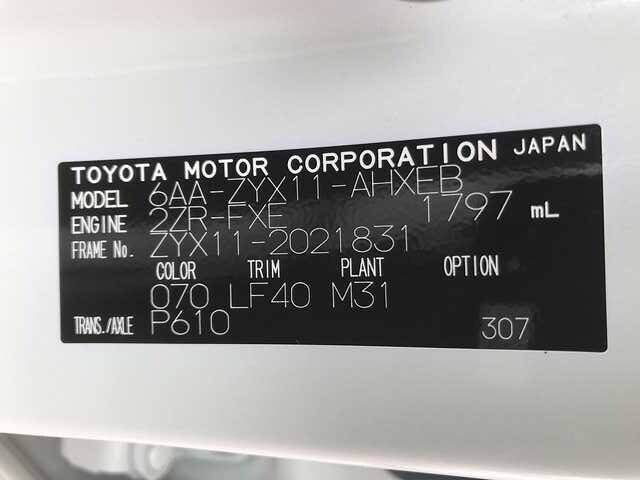 TOYOTA MOTOR CORPORATION JAPAN
MODEL 6AA-ZYX11-AHXEB
ENGINE 2ZR-FXE 1797 mL
FRAME No. ZYX11-2021831
COLOR TRIM PLANT OPTION
070 LF40 M31
TRANS./AXLE P610 307